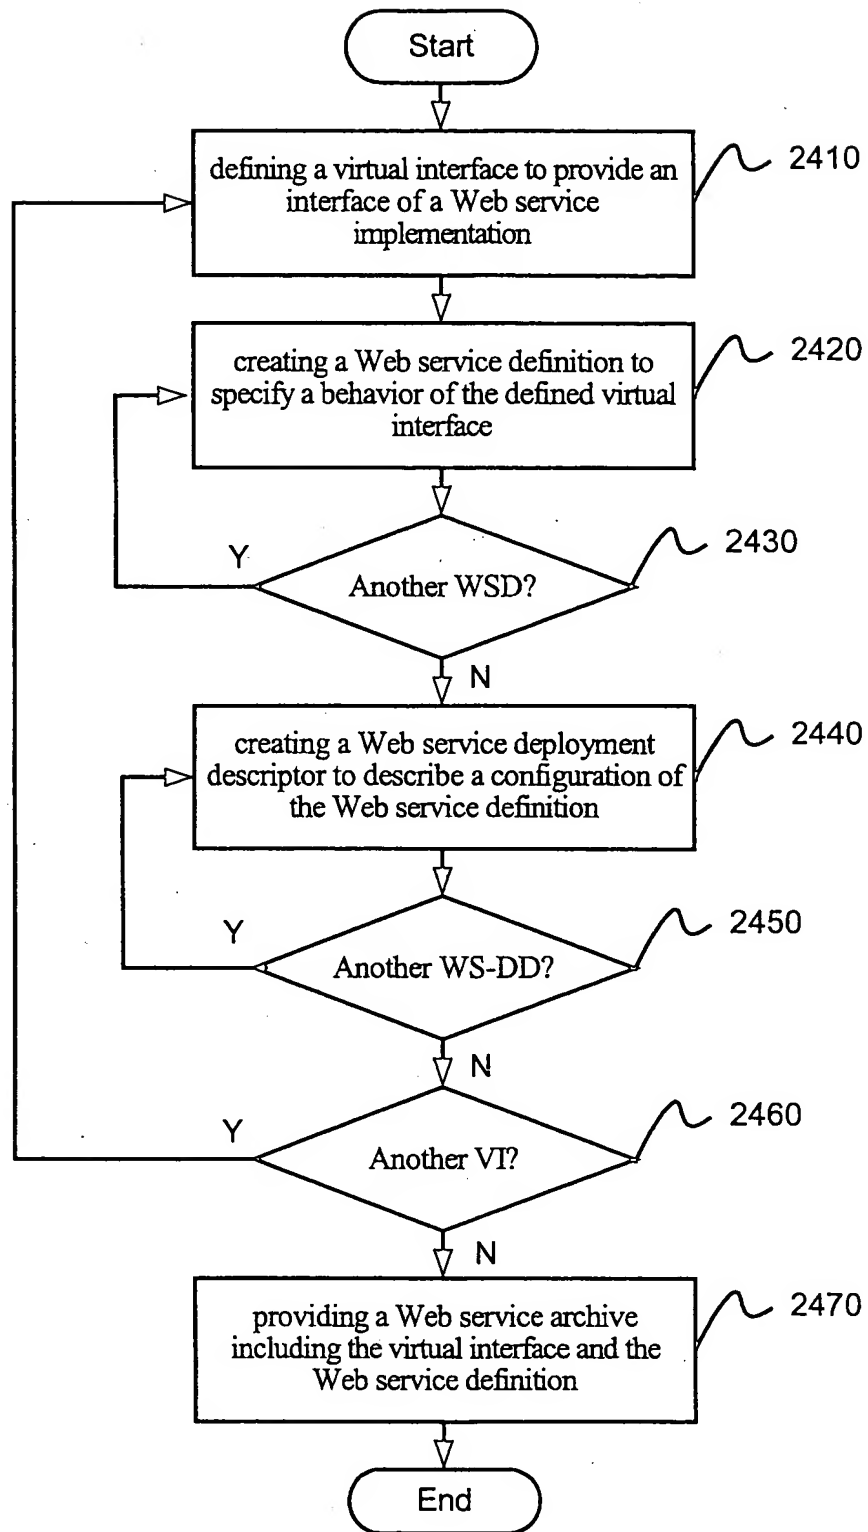 Start
defining a virtual interface to provide an
interface of a Web service
implementation
2410
creating a Web service definition to
specify a behavior of the defined virtual
interface
2420
Y
Another WSD?
2430
N
creating a Web service deployment
descriptor to describe a configuration of
the Web service definition
2440
Y
Another WS-DD?
2450
N
Y
Another VI?
2460
N
providing a Web service archive
including the virtual interface and the
Web service definition
2470
End